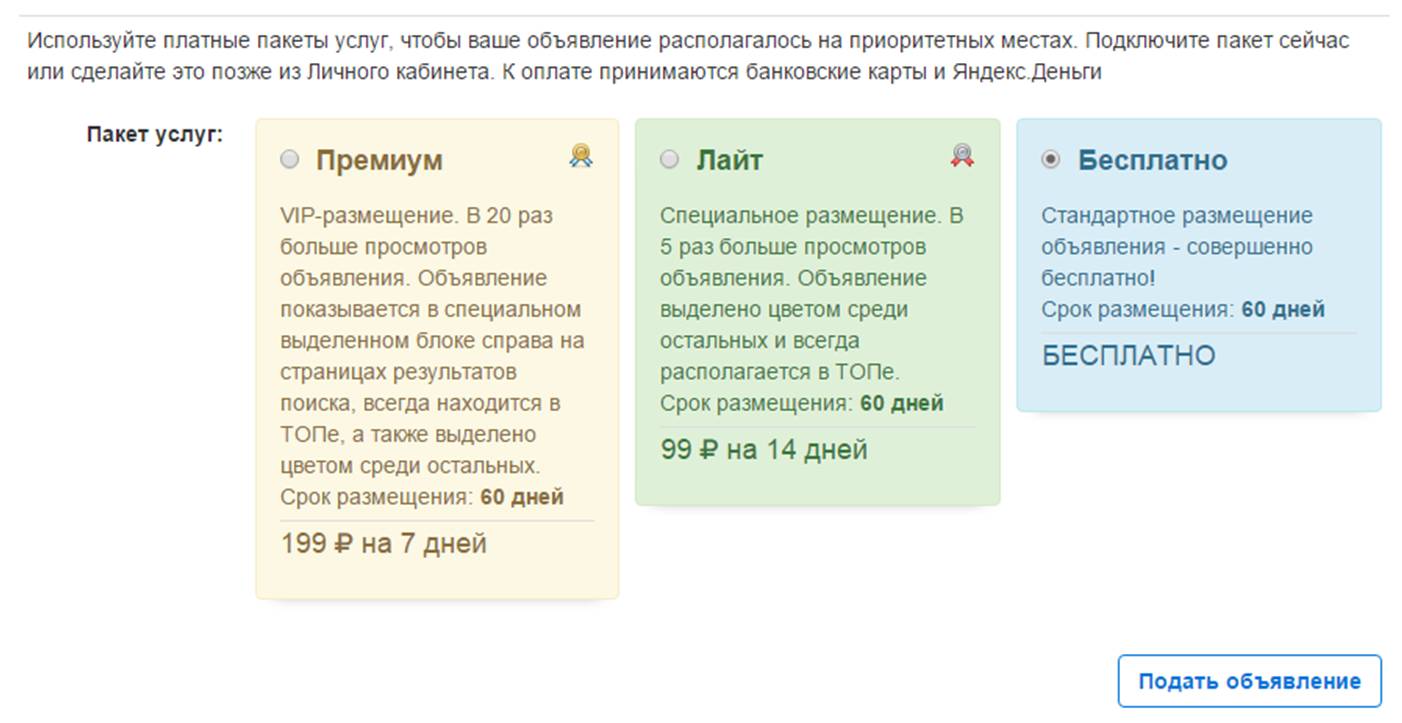 Используйте платные пакеты услуг, чтобы ваше объявление располагалось на приоритетных местах. Подключите пакет сейчас
или сделайте это позже из Личного кабинета. К оплате принимаются банковские карты и Яндекс.Деньги
Пакет услуг:
Премиум
VIP-размещение. В 20 раз
больше просмотров
объявления. Объявление
показывается в специальном
выделенном блоке справа на
страницах результатов
поиска, всегда находится в
ТОПе, а также выделено
цветом среди остальных.
Срок размещения: 60 дней
199 ₽ на 7 дней
Лайт
Специальное размещение. В
5 раз больше просмотров
объявления. Объявление
выделено цветом среди
остальных и всегда
располагается в ТОПе.
Срок размещения: 60 дней
99 ₽ на 14 дней
Бесплатно
Стандартное размещение
объявления - совершенно
бесплатно!
Срок размещения: 60 дней
БЕСПЛАТНО
Подать объявление